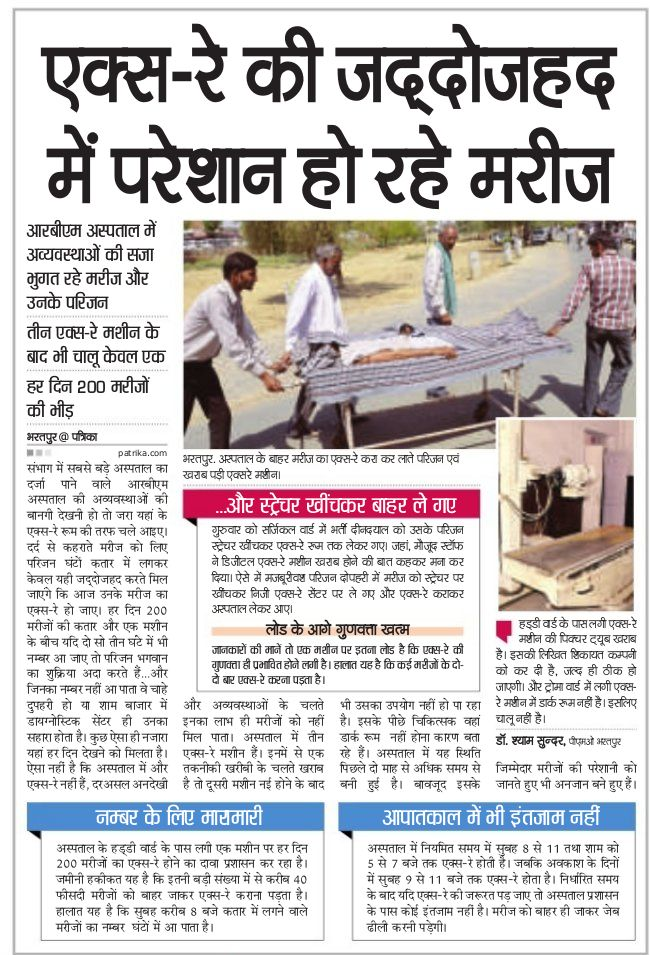 एक्स-रे की जद्दोजहद
में परेशान हो रहे मरीज
आरबीएम अस्पताल में
अव्यवस्थाओं की सजा
भुगत रहे मरीज और
उनके परिजन
तीन एक्स-रे मशीन के
बाद भी चालू केवल एक
हर दिन 200 मरीजों
की भीड़
भरतपुर @ पत्रिका
patrika.com
संभाग में सबसे बड़े अस्पताल का
दर्जा पाने वाले आरबीएम
अस्पताल की अव्यवस्थाओं की
बानगी देखनी हो तो जरा यहां के
एक्स-रे रूम की तरफ चले आइए।
दर्द से कहराते मरीज को लिए
परिजन घंटों कतार में लगकर
केवल यही जद्दोजहद करते मिल
जाएगें कि आज उनके मरीज का
एक्स-रे हो जाए। हर दिन 200
मरीजों की कतार और एक मशीन
के बीच यदि दो सो तीन घंटे में भी
नम्बर आ जाए तो परिजन भगवान
का शुक्रिया अदा करते हैं...और
जिनका नम्बर नहीं आ पाता वे चाहे
दुपहरी हो या शाम बाजार में
डायग्नोस्टिक सेंटर ही उनका
सहारा होता है। कुछ ऐसा ही नजारा
यहां हर दिन देखने को मिलता है।
ऐसा नहीं है कि अस्पताल में और
एक्स-रे नहीं हैं, दरअसल अनदेखी
भरतपुर. अस्पताल के बाहर मरीज का एक्स-रे करा कर लाते परिजन एवं
खराब पड़ी एक्सरे मशीन।
...और स्ट्रेचर खींचकर बाहर ले गए
गुरुवार को सर्जिकल वार्ड में भर्ती दीनदयाल को उसके परिजन
स्ट्रेचर खींचकर एक्स-रे रूम तक लेकर गए। जहां, मौजूद स्टॉफ
ने डिजीटल एक्स-रे मशीन खराब होने की बात कहकर मना कर
दिया। ऐसे में मजबूरीवश परिजन दोपहरी में मरीज को स्ट्रेचर पर
खींचकर निजी एक्स-रे सेंटर पर ले गए और एक्स-रे कराकर
अस्पताल लेकर आए।
लोड के आगे गुणवत्ता खत्म
जानकारों की मानें तो एक मशीन पर इतना लोड है कि एक्स-रे की
गुणवत्ता ही प्रभावित होने लगी है। हालात यह है कि कई मरीजों के दो-
दो बार एक्स-रे करना पड़ता है।
और अव्यवस्थाओं के चलते
इनका लाभ ही मरीजों को नहीं
मिल पाता। अस्पताल में तीन
एक्स-रे मशीन हैं। इनमें से एक
तकनीकी खरीबी के चलते खराब
है तो दूसरी मशीन नई होने के बाद
भी उसका उपयोग नहीं हो पा रहा
है। इसके पीछे चिकित्सक वहां
डार्क रूम नहीं होना कारण बता
रहे हैं। अस्पताल में यह स्थिति
पिछले दो माह से अधिक समय से
बनी हुई है। बावजूद इसके
हड्डी वार्ड के पास लगी एक्स-रे
मशीन की पिक्चर ट्यूब खराब
है। इसकी लिखित शिकायत कम्पनी
को कर दी है, जल्द ही ठीक हो
जाएगी। और ट्रोमा वार्ड में लगी एक्स-
रे मशीन में डार्क रूम नहीं है। इसलिए
चालू नहीं है।
डॉ. श्याम सुन्दर, पीएमओ भरतपुर
जिम्मेदार मरीजों की परेशानी को
जानते हुए भी अनजान बने हुए हैं।
नम्बर के लिए मारामारी
अस्पताल के हड्डी वार्ड के पास लगी एक मशीन पर हर दिन
200 मरीजों का एक्स-रे होने का दावा प्रशासन कर रहा है।
जमीनी हकीकत यह है कि इतनी बड़ी संख्या में से करीब 40
फीसदी मरीजों को बाहर जाकर एक्स-रे कराना पड़ता है।
हालात यह है कि सुबह करीब 8 बजे कतार में लगने वाले
मरीजों का नम्बर घंटों में आ पाता है।
आपातकाल में भी इंतजाम नहीं
अस्पताल में नियमित समय में सुबह 8 से 11 तथा शाम को
5 से 7 बजे तक एक्स-रे होती है। जबकि अवकाश के दिनों
में सुबह 9 से 11 बजे तक एक्स-रे होता है। निर्धारित समय
के बाद यदि एक्स-रे की जरूरत पड़ जाए तो अस्पताल प्रशासन
के पास कोई इंतजाम नहीं है। मरीज को बाहर ही जाकर जेब
ढीली करनी पड़ेगी।